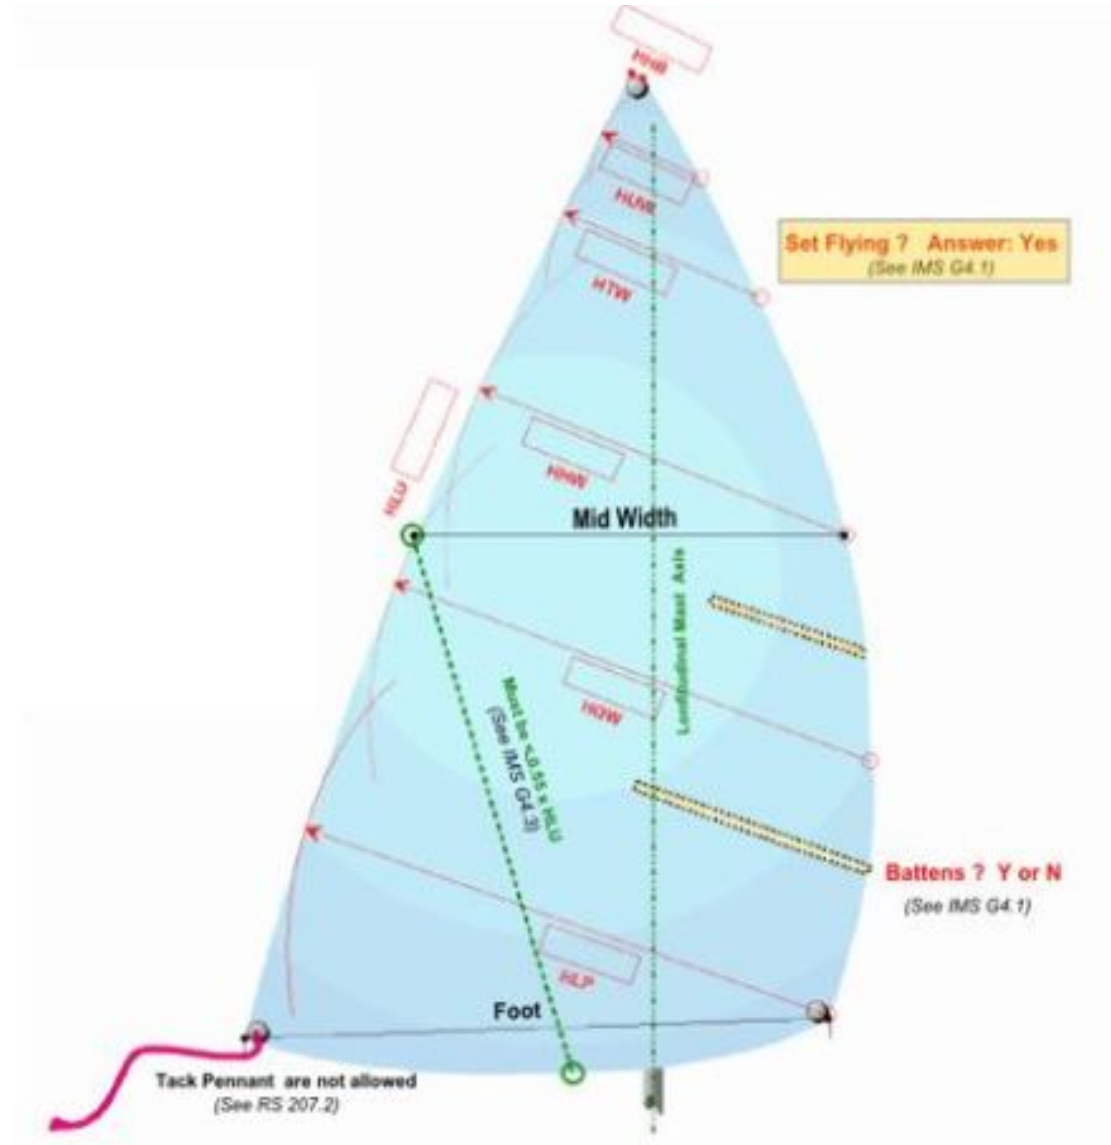 HHB
HUW
HTW
Set Flying ? Answer: Yes
(See IMS G4.1)
HLU
HHW
Mid Width
Longitudinal Mast Axis
HQW
Must be <0.55 x HLU
(See IMS G4.3)
Battens ? Y or N
(See IMS G4.1)
HLP
Foot
Tack Pennant are not allowed
(See RS 207.2)